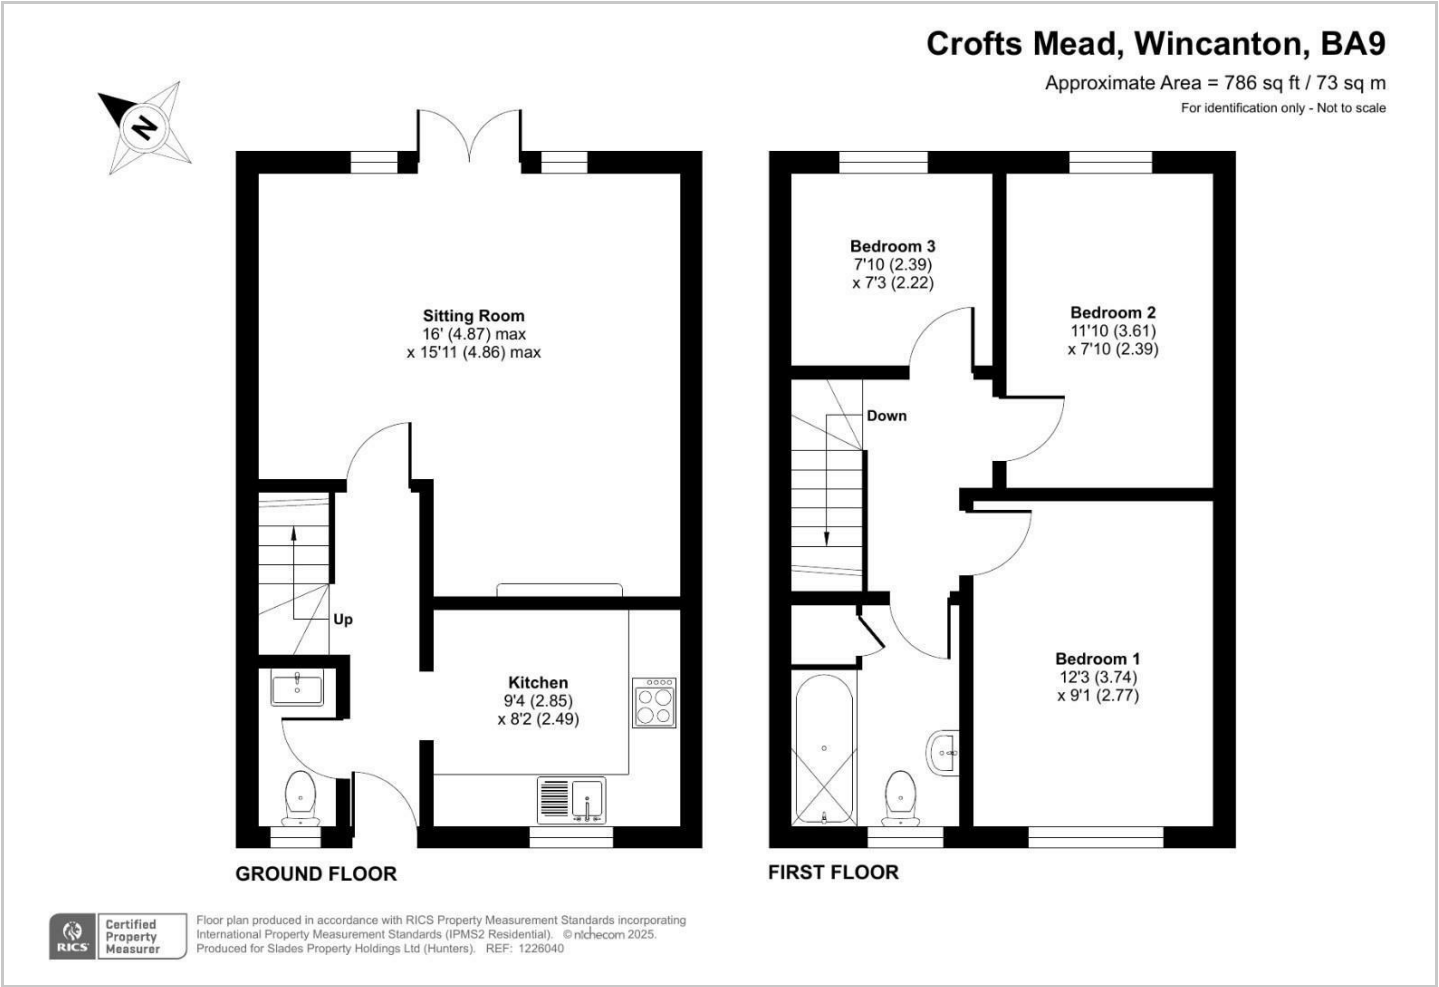 Crofts Mead, Wincanton, BA9
Approximate Area = 786 sq ft / 73 sq m
For identification only - Not to scale
N
Sitting Room
16' (4.87) max
x 15'11 (4.86) max
Up
Kitchen
9'4 (2.85)
x 8'2 (2.49)
GROUND FLOOR
Bedroom 3
7'10 (2.39)
x 7'3 (2.22)
Bedroom 2
11'10 (3.61)
x 7'10 (2.39)
Down
Bedroom 1
12'3 (3.74)
x 9'1 (2.77)
FIRST FLOOR
RICS
Certified
Property
Measurer
Floor plan produced in accordance with RICS Property Measurement Standards incorporating
International Property Measurement Standards (IPMS2 Residential). © nichecom 2025.
Produced for Slades Property Holdings Ltd (Hunters). REF: 1226040